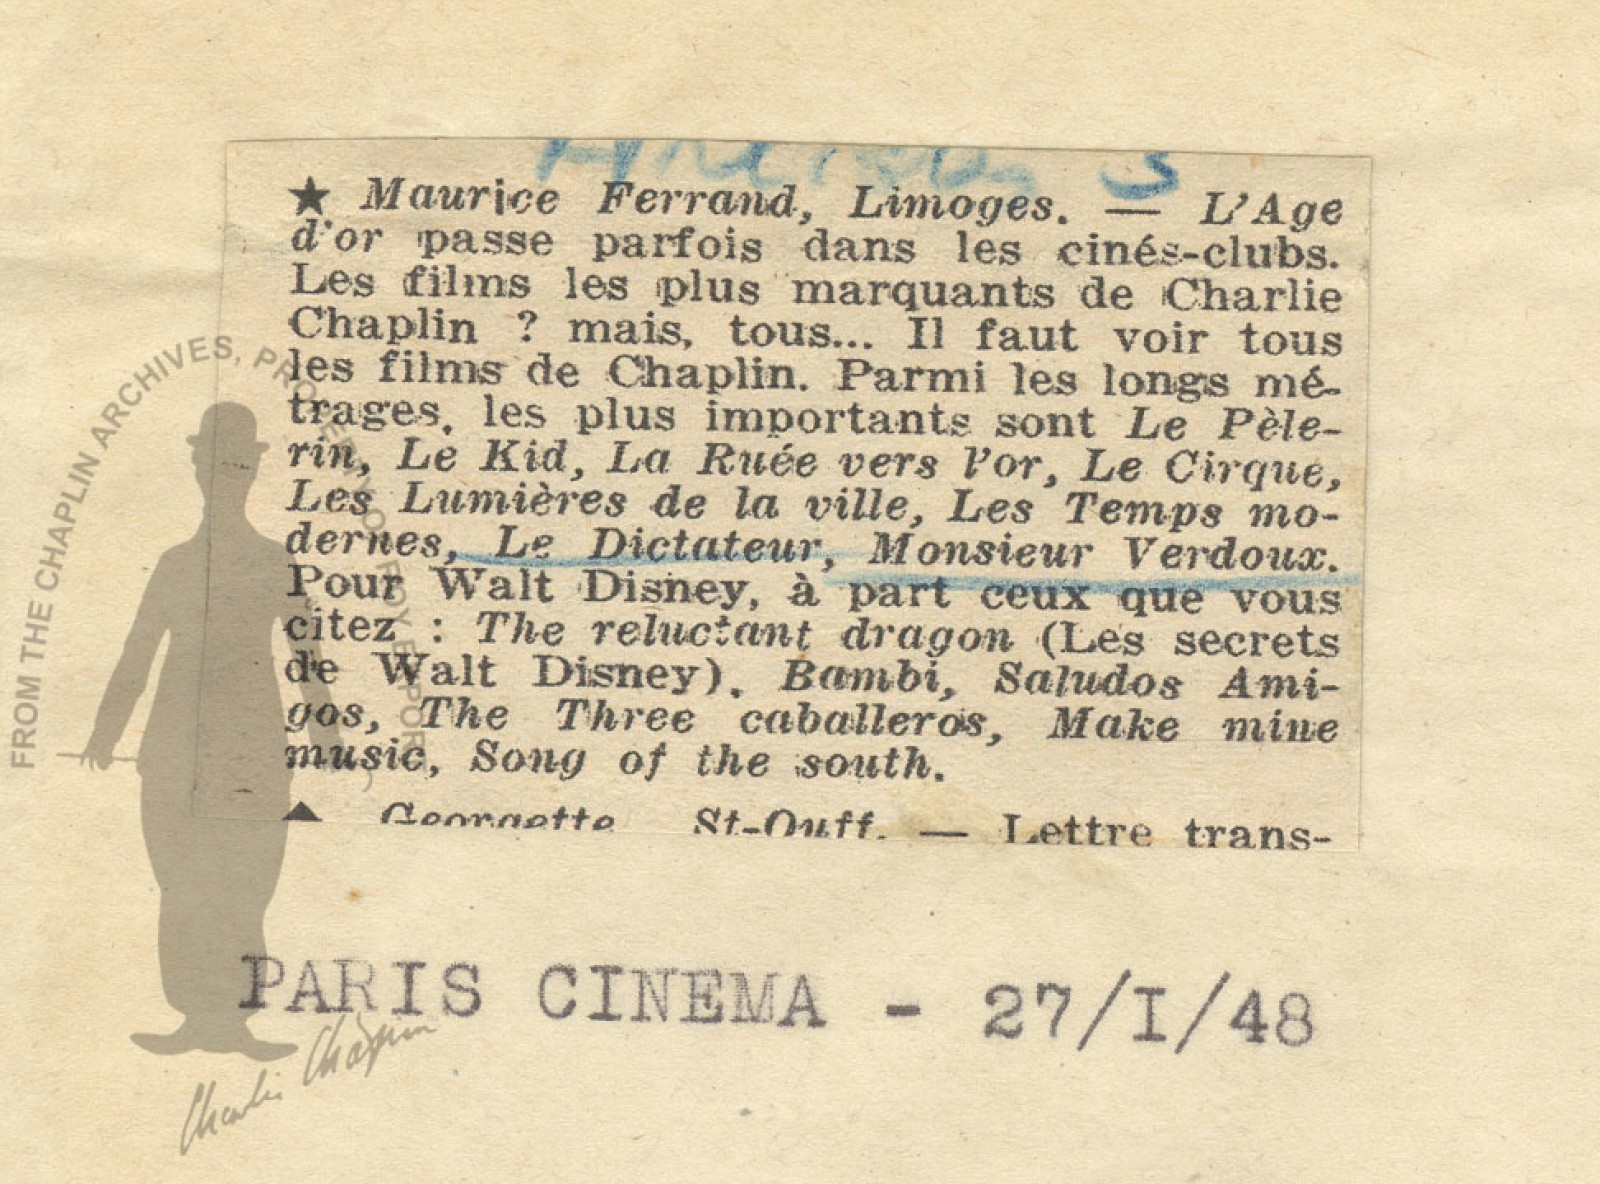 ★ Maurice Ferrand, Limoges. — L'Age
d'or passe parfois dans les cinés-clubs.
Les films les plus marquants de Charlie
Chaplin ? mais, tous... Il faut voir tous
les films de Chaplin. Parmi les longs mé-
trages, les plus importants sont Le Pèle-
rin, Le Kid, La Ruée vers l'or, Le Cirque,
Les Lumières de la ville, Les Temps mo-
dernes, Le Dictateur, Monsieur Verdoux.
Pour Walt Disney, à part ceux que vous
citez : The reluctant dragon (Les secrets
de Walt Disney). Bambi, Saludos Ami-
gos, The Three caballeros, Make mine
music, Song of the south.
▲ Georgette St-Ouff. — Lettre trans-
PARIS CINEMA - 27/I/48
FROM THE CHAPLIN ARCHIVES, PROPERTY OF ROY EXPORT
Charlie Chaplin